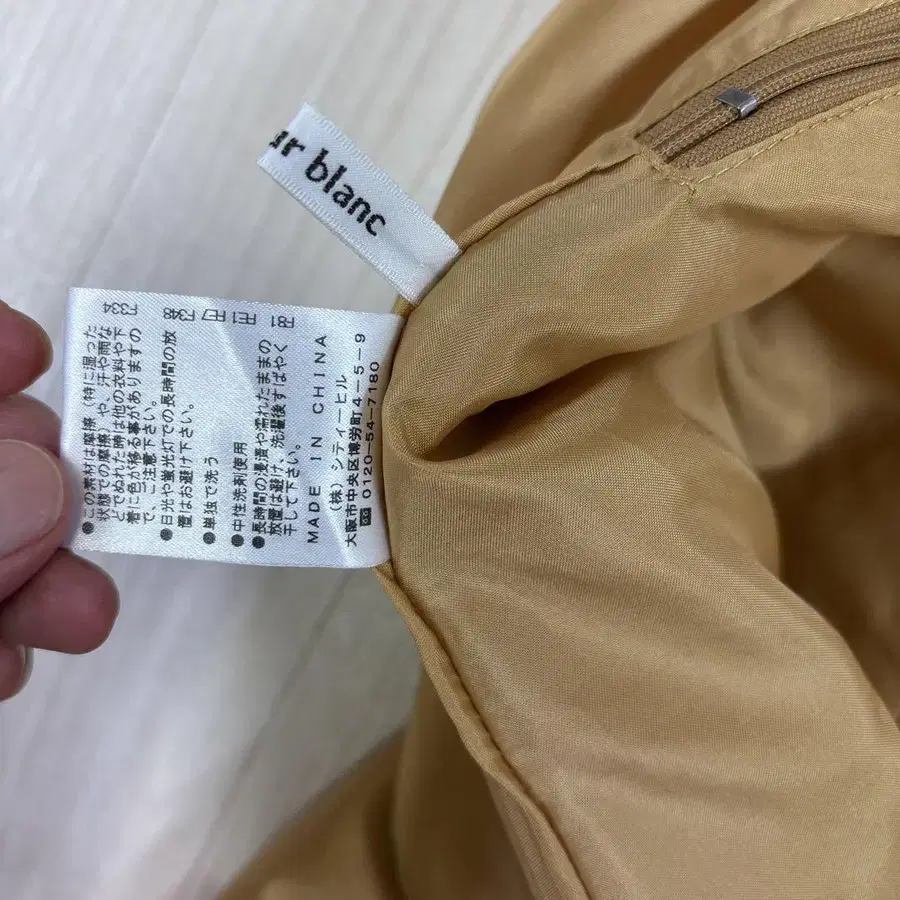 ar blanc
●この素材は摩擦(特に湿った
状態での摩擦)や、汗や雨な
どでぬれた時は他の衣料や下
着に色が移る事がありますの
で、ご注意下さい。
●日光や蛍光灯での長時間の放
置はお避け下さい。
●単独で洗う
●中性洗剤使用
●長時間の浸漬や濡れたままの
放置は避け、洗濯後すばやく
干して下さい。
MADE IN CHINA
(株)シティーヒル
大阪市中央区博労町4-5-9
0120-54-7180